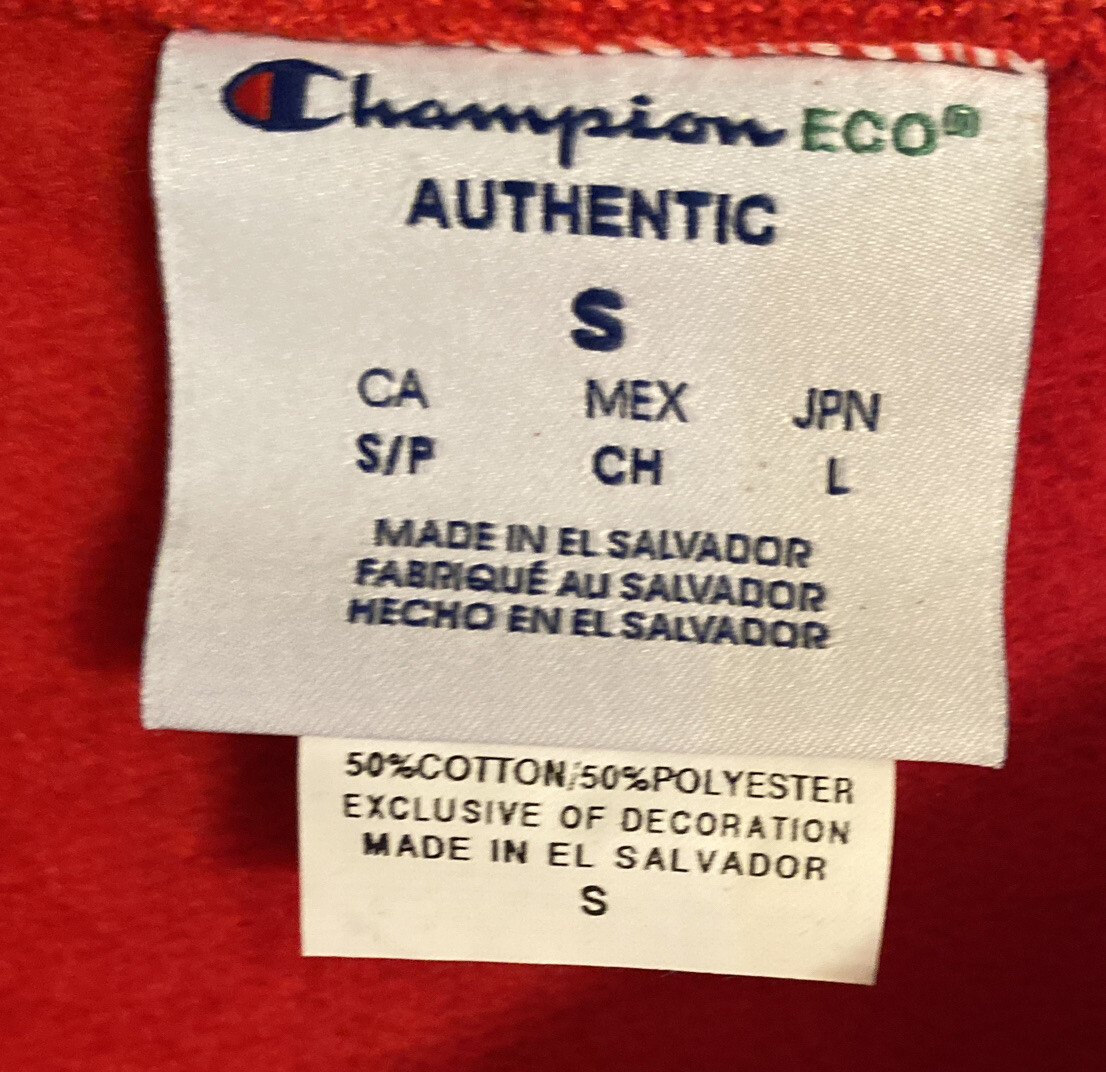 Champion ECO
AUTHENTIC
S
CA MEX JPN
S/P CH L
MADE IN EL SALVADOR
FABRIQUÉ AU SALVADOR
HECHO EN EL SALVADOR
50%COTTON/50%POLYESTER
EXCLUSIVE OF DECORATION
MADE IN EL SALVADOR
S